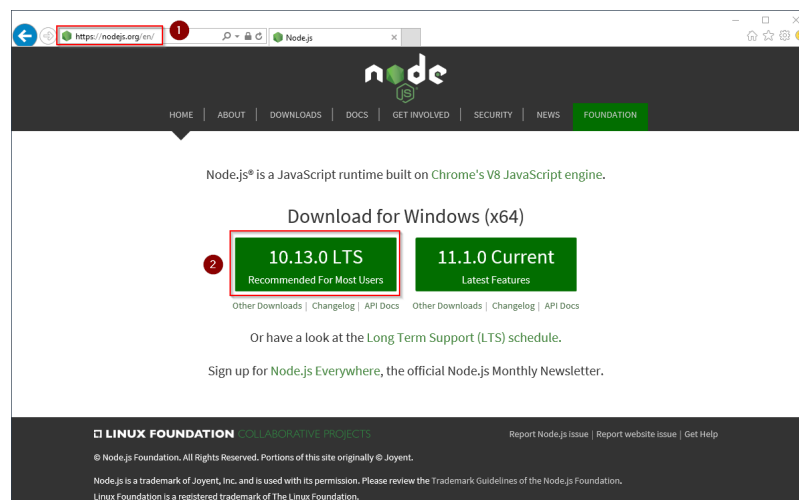 https://nodejs.org/en/
1
Node.js
node
JS
HOME | ABOUT | DOWNLOADS | DOCS | GET INVOLVED | SECURITY | NEWS FOUNDATION
Node.js® is a JavaScript runtime built on Chrome's V8 JavaScript engine.
Download for Windows (x64)
2
10.13.0 LTS
Recommended For Most Users
11.1.0 Current
Latest Features
Other Downloads | Changelog | API Docs
Other Downloads | Changelog | API Docs
Or have a look at the Long Term Support (LTS) schedule.
Sign up for Node.js Everywhere, the official Node.js Monthly Newsletter.
LINUX FOUNDATION COLLABORATIVE PROJECTS
Report Node.js issue | Report website issue | Get Help
© Node.js Foundation. All Rights Reserved. Portions of this site originally © Joyent.
Node.js is a trademark of Joyent, Inc. and is used with its permission. Please review the Trademark Guidelines of the Node.js Foundation.
Linux Foundation is a registered trademark of The Linux Foundation.